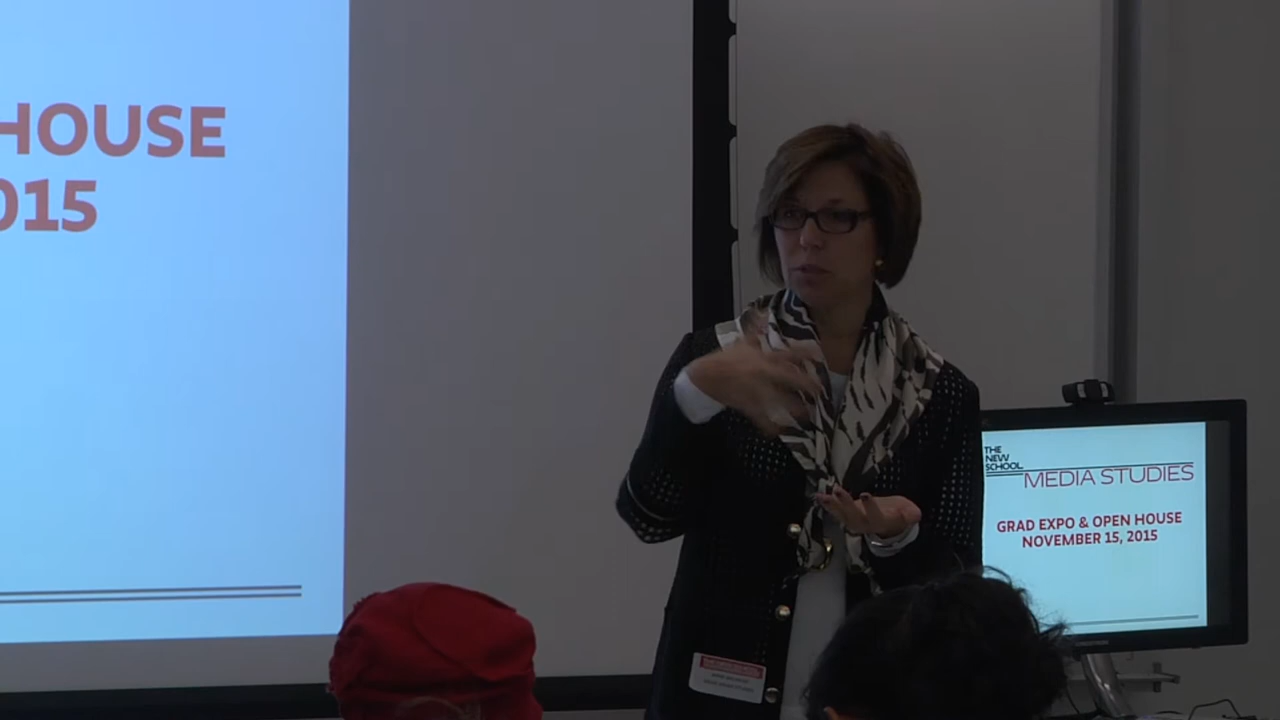 HOUSE
015
THE
NEW
SCHOOL
MEDIA STUDIES
GRAD EXPO & OPEN HOUSE
NOVEMBER 15, 2015